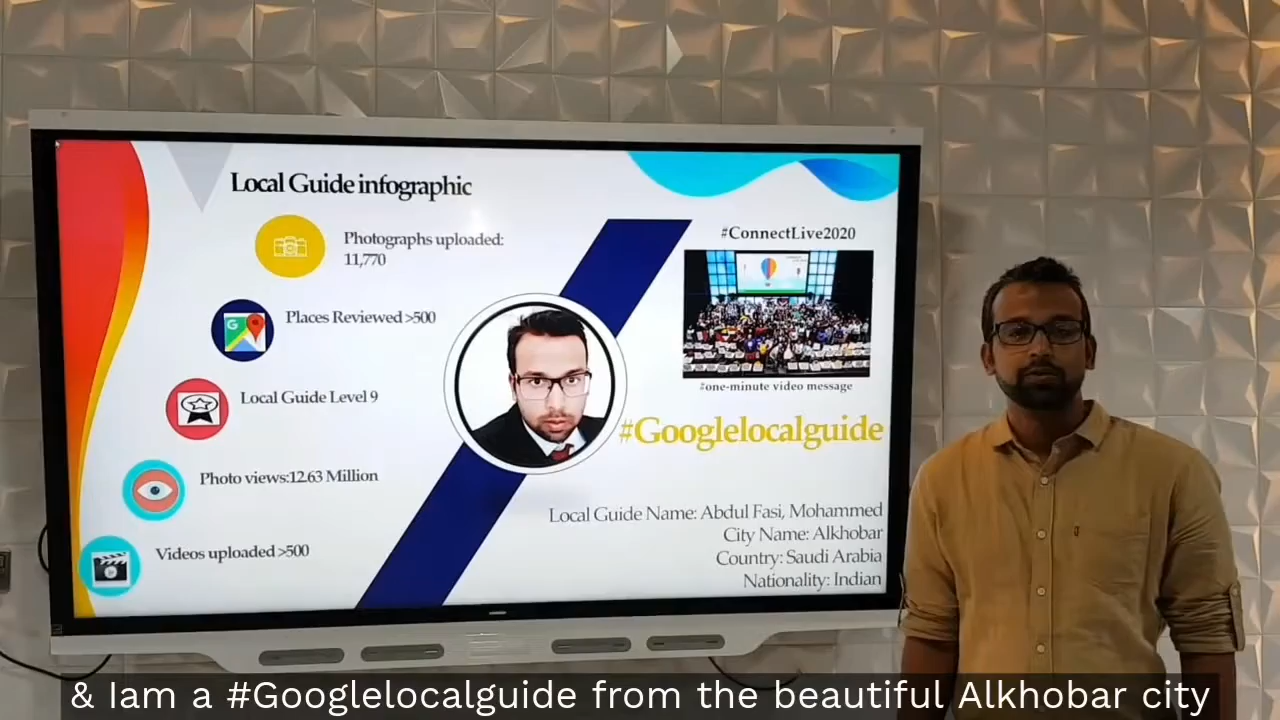 Local Guide infographic
Photographs uploaded:
11,770
Places Reviewed >500
Local Guide Level 9
Photo views:12.63 Million
Videos uploaded >500
#ConnectLive2020
#one-minute video message
#Googlelocalguide
Local Guide Name: Abdul Fasi, Mohammed
City Name: Alkhobar
Country: Saudi Arabia
Nationality: Indian
& Iam a #Googlelocalguide from the beautiful Alkhobar city